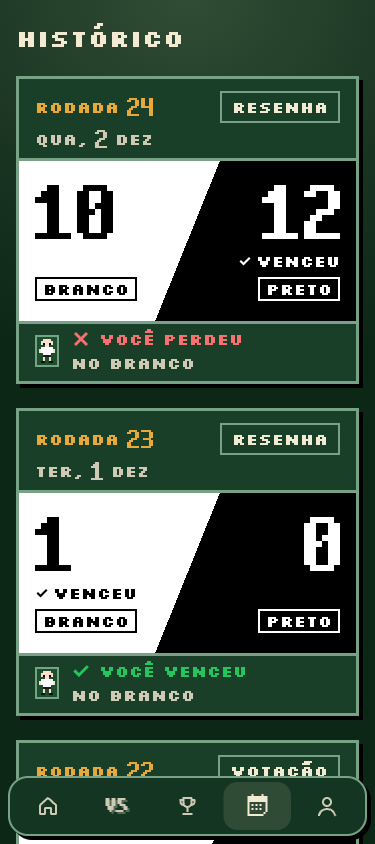 HISTÓRICO
RODADA 24
RESENHA
QUA, 2 DEZ
10
12
✓ VENCEU
BRANCO
PRETO
✕ VOCÊ PERDEU
NO BRANCO
RODADA 23
RESENHA
TER, 1 DEZ
1
0
✓ VENCEU
BRANCO
PRETO
✓ VOCÊ VENCEU
NO BRANCO
RODADA 22
VOTAÇÃO
VS